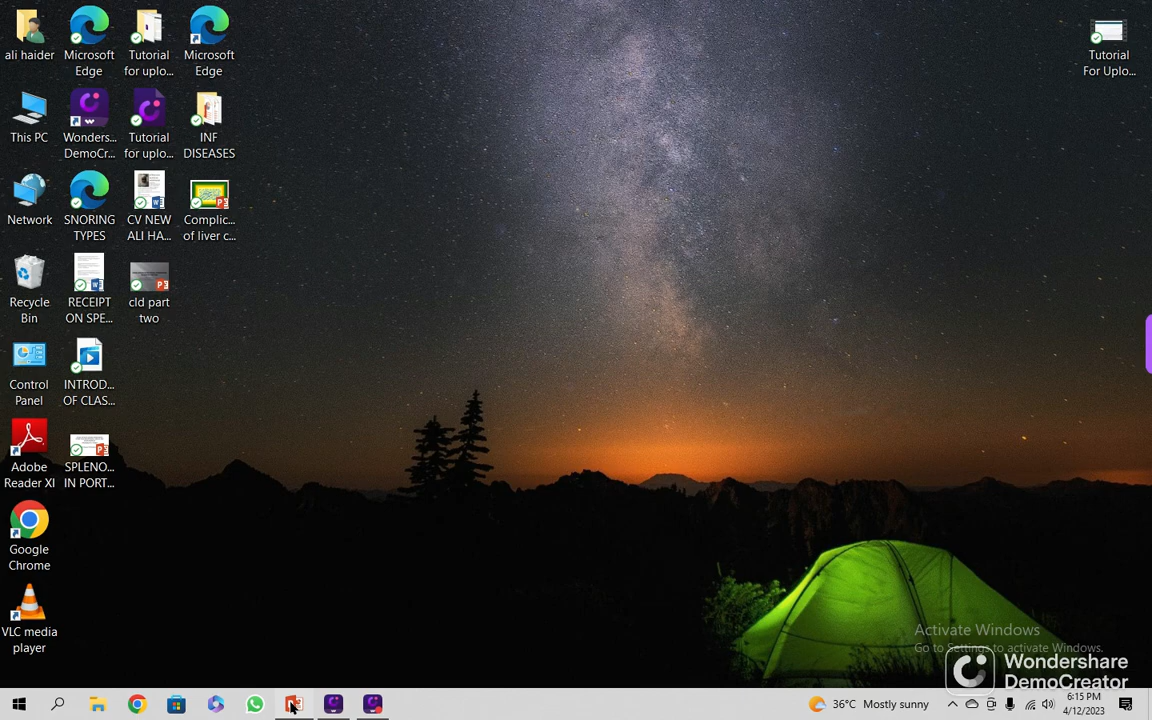 ali haider
Microsoft
Edge
Tutorial
for uplo...
Microsoft
Edge
Tutorial
For Uplo...
This PC
Wonders...
DemoCr...
Tutorial
for uplo...
INF
DISEASES
Network
SNORING
TYPES
CV NEW
ALI HA...
Complic...
of liver c...
Recycle
Bin
RECEIPT
ON SPE...
cld part
two
Control
Panel
INTROD...
OF CLAS...
Adobe
Reader XI
SPLENO...
IN PORT...
Google
Chrome
VLC media
player
Activate Windows
Go to Settings to activate Windows.
Wondershare
DemoCreator
36°C Mostly sunny
6:15 PM
4/12/2023